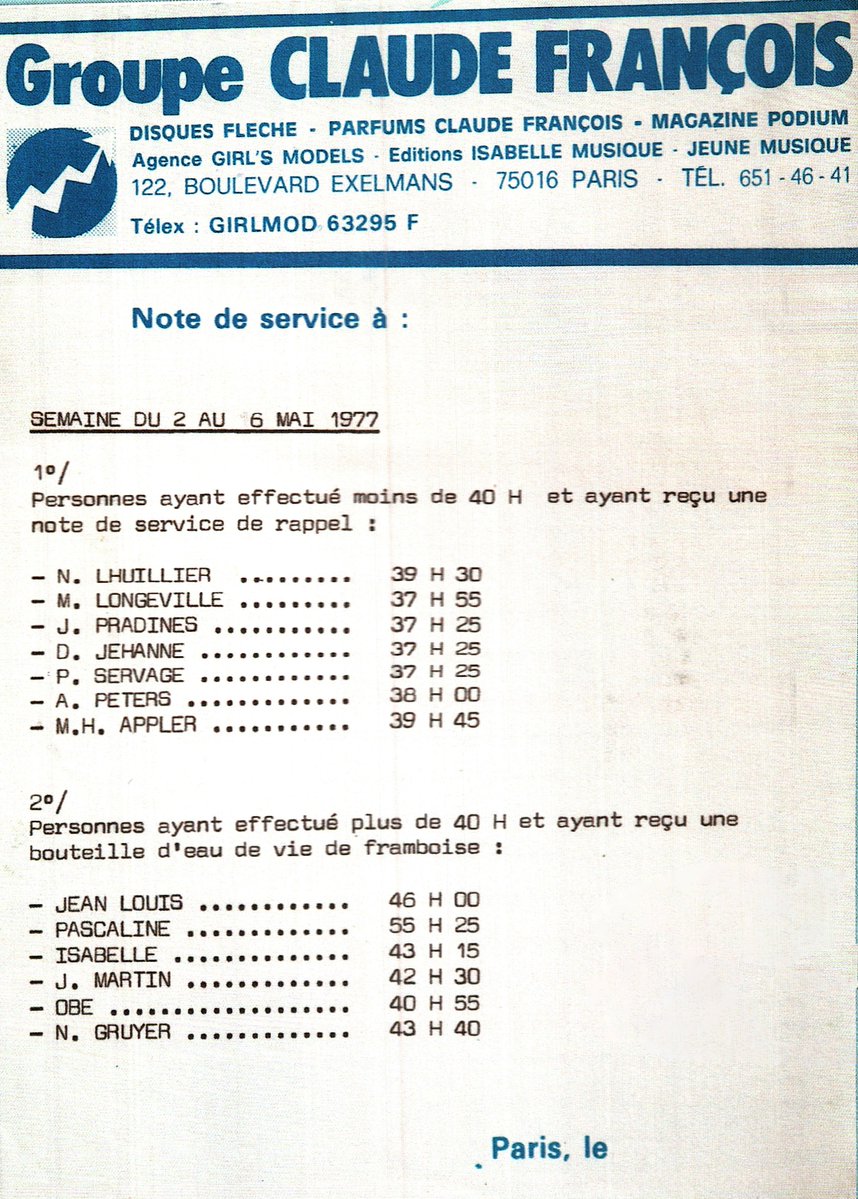 Groupe CLAUDE FRANÇOIS
DISQUES FLECHE - PARFUMS CLAUDE FRANÇOIS - MAGAZINE PODIUM
Agence GIRL'S MODELS - Editions ISABELLE MUSIQUE - JEUNE MUSIQUE
122, BOULEVARD EXELMANS - 75016 PARIS - TÉL. 651-46-41
Télex : GIRLMOD 63295 F
Note de service à :
SEMAINE DU 2 AU 6 MAI 1977
1º/
Personnes ayant effectué moins de 40 H et ayant reçu une
note de service de rappel :
- N. LHUILLIER ......... 39 H 30
- M. LONGEVILLE ......... 37 H 55
- J. PRADINES ........... 37 H 25
- D. JEHANNE ............ 37 H 25
- P. SERVAGE ............ 37 H 25
- A. PETERS ............. 38 H 00
- M.H. APPLER ........... 39 H 45
2º/
Personnes ayant effectué plus de 40 H et ayant reçu une
bouteille d'eau de vie de framboise :
- JEAN LOUIS ............ 46 H 00
- PASCALINE ............. 55 H 25
- ISABELLE .............. 43 H 15
- J. MARTIN ............. 42 H 30
- OBE ................... 40 H 55
- N. GRUYER ............. 43 H 40
Paris, le